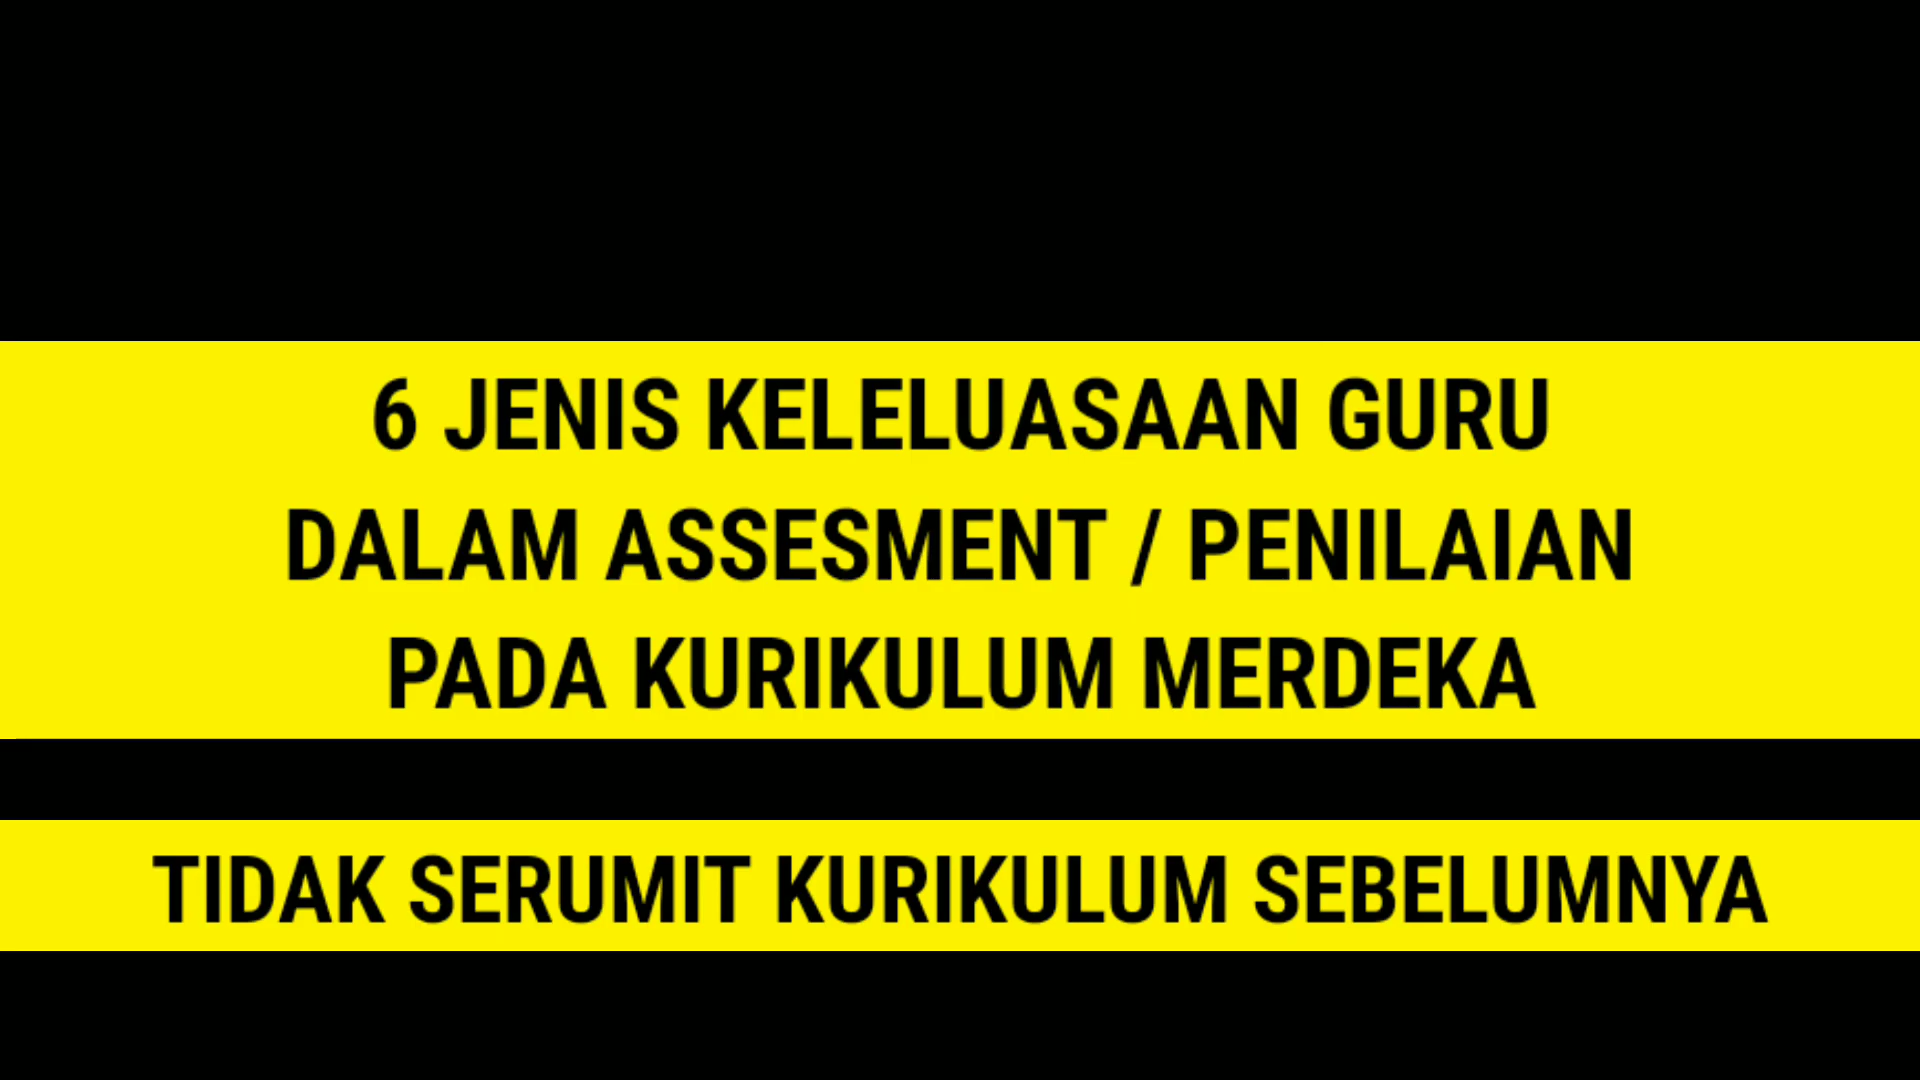 6 JENIS KELELUASAAN GURU
DALAM ASSESMENT / PENILAIAN
PADA KURIKULUM MERDEKA
TIDAK SERUMIT KURIKULUM SEBELUMNYA